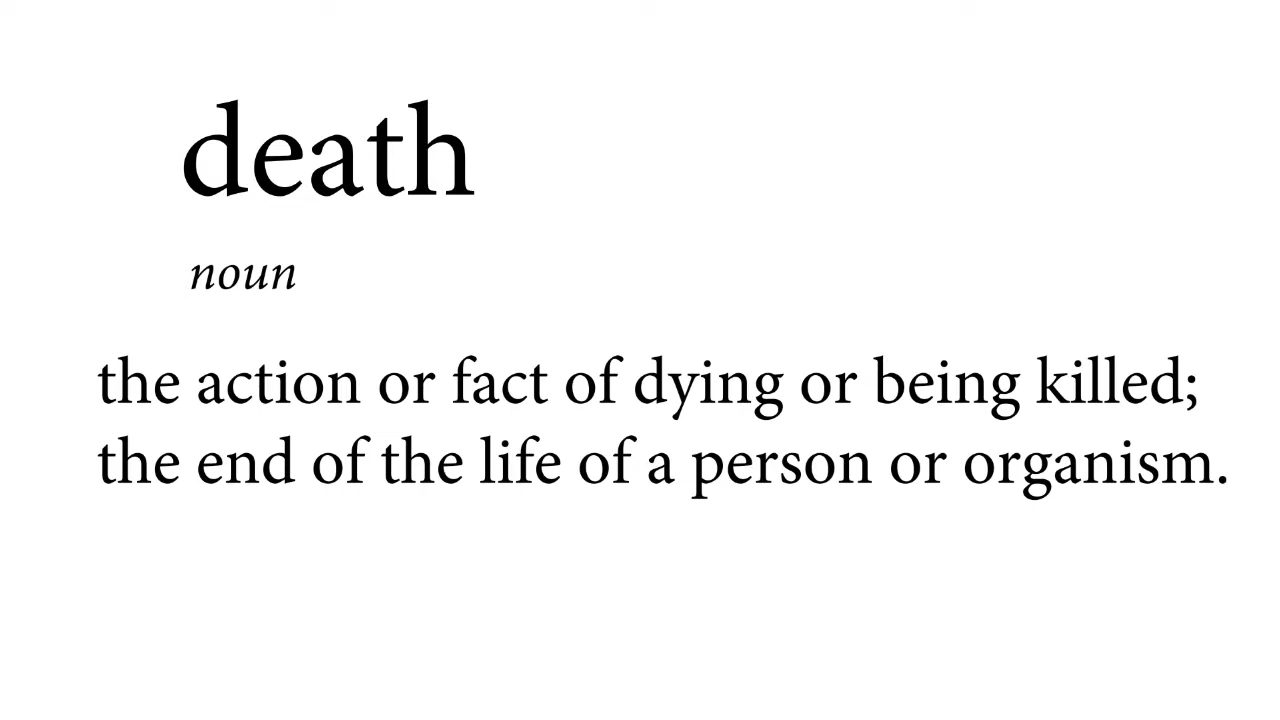 death
noun
the action or fact of dying or being killed;
the end of the life of a person or organism.